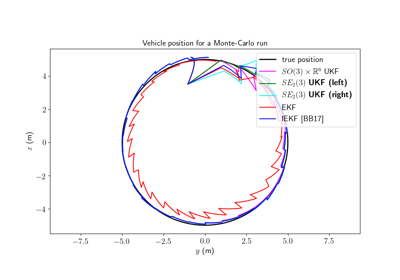 Vehicle position for a Monte-Carlo run
true position
SO(3) × ℝ⁶ UKF
SE₂(3) UKF (left)
SE₂(3) UKF (right)
EKF
IEKF [BB17]
4
2
0
−2
−4
x (m)
−7.5 −5.0 −2.5 0.0 2.5 5.0 7.5
y (m)